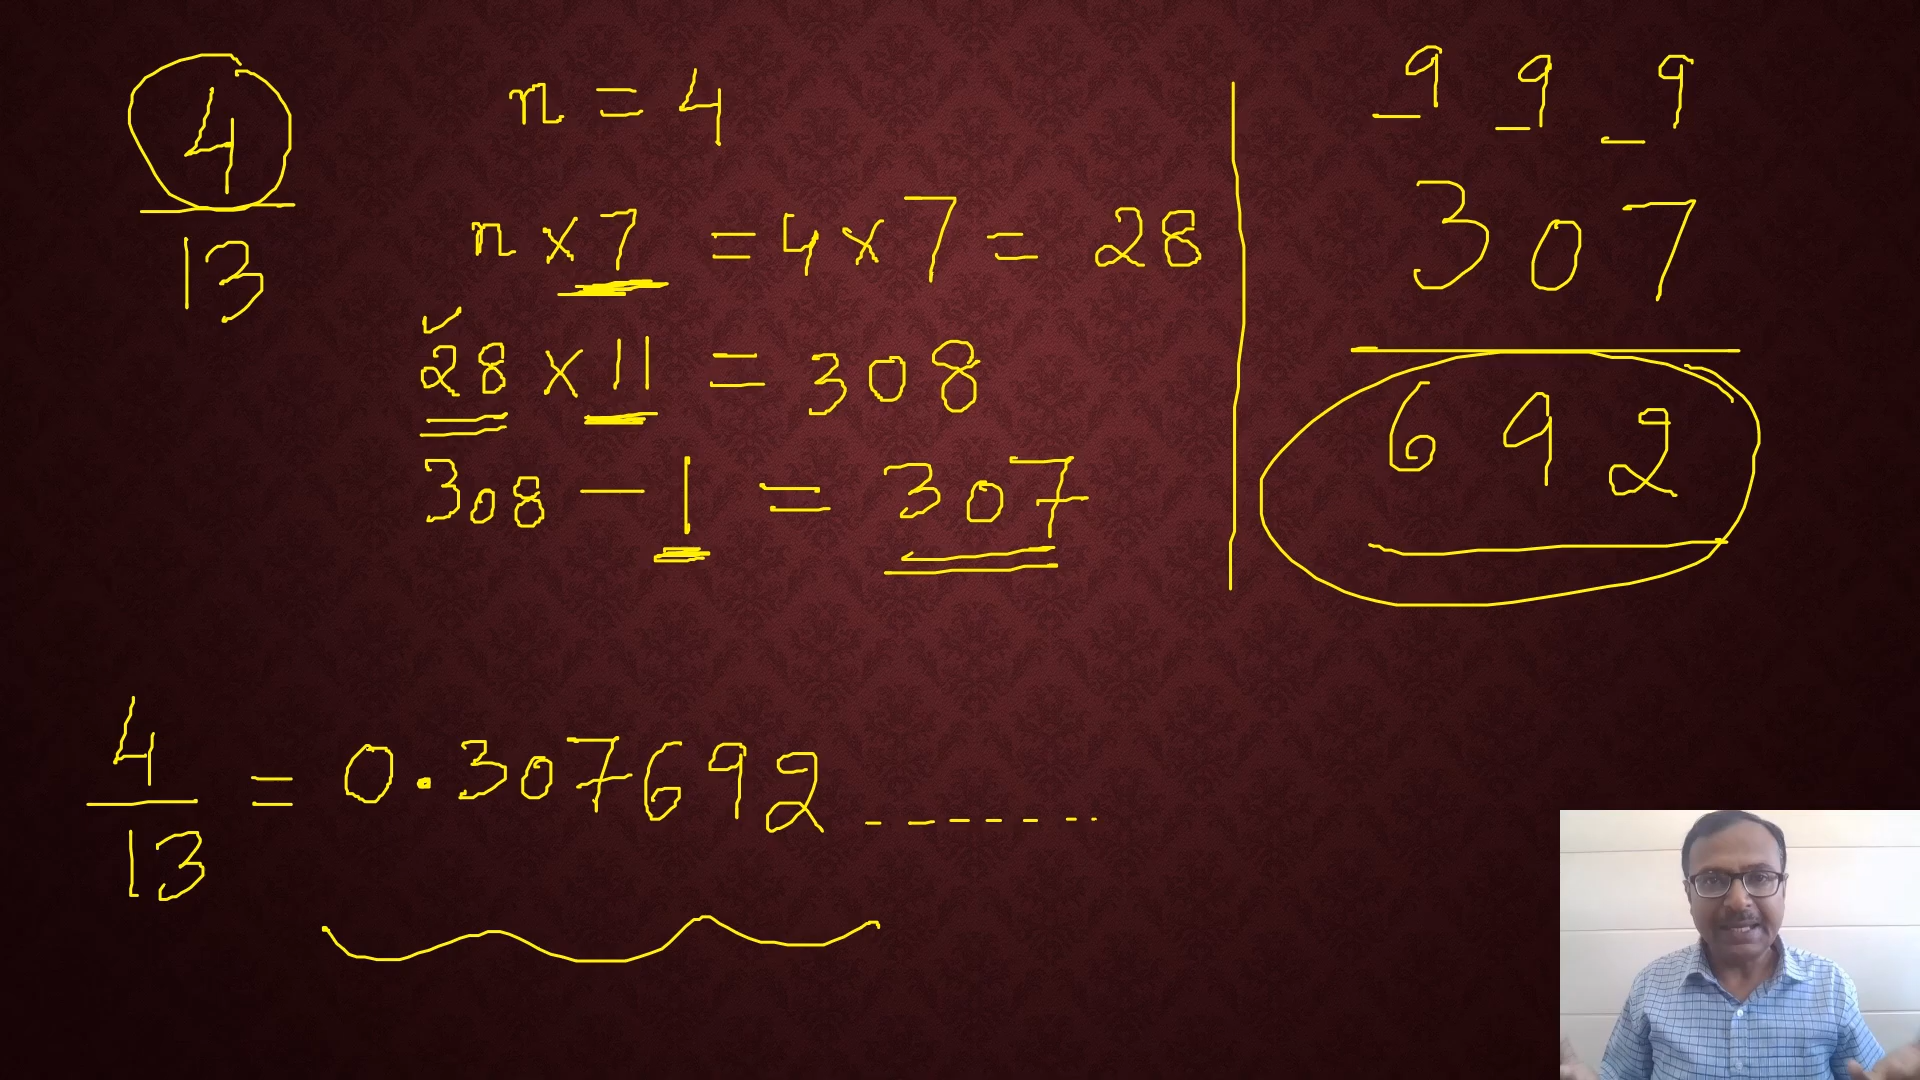 4
13
n = 4
n × 7 = 4 × 7 = 28
28 × 11 = 308
308 - 1 = 307
9 9 9
307
692
4
13
= 0.307692 -------